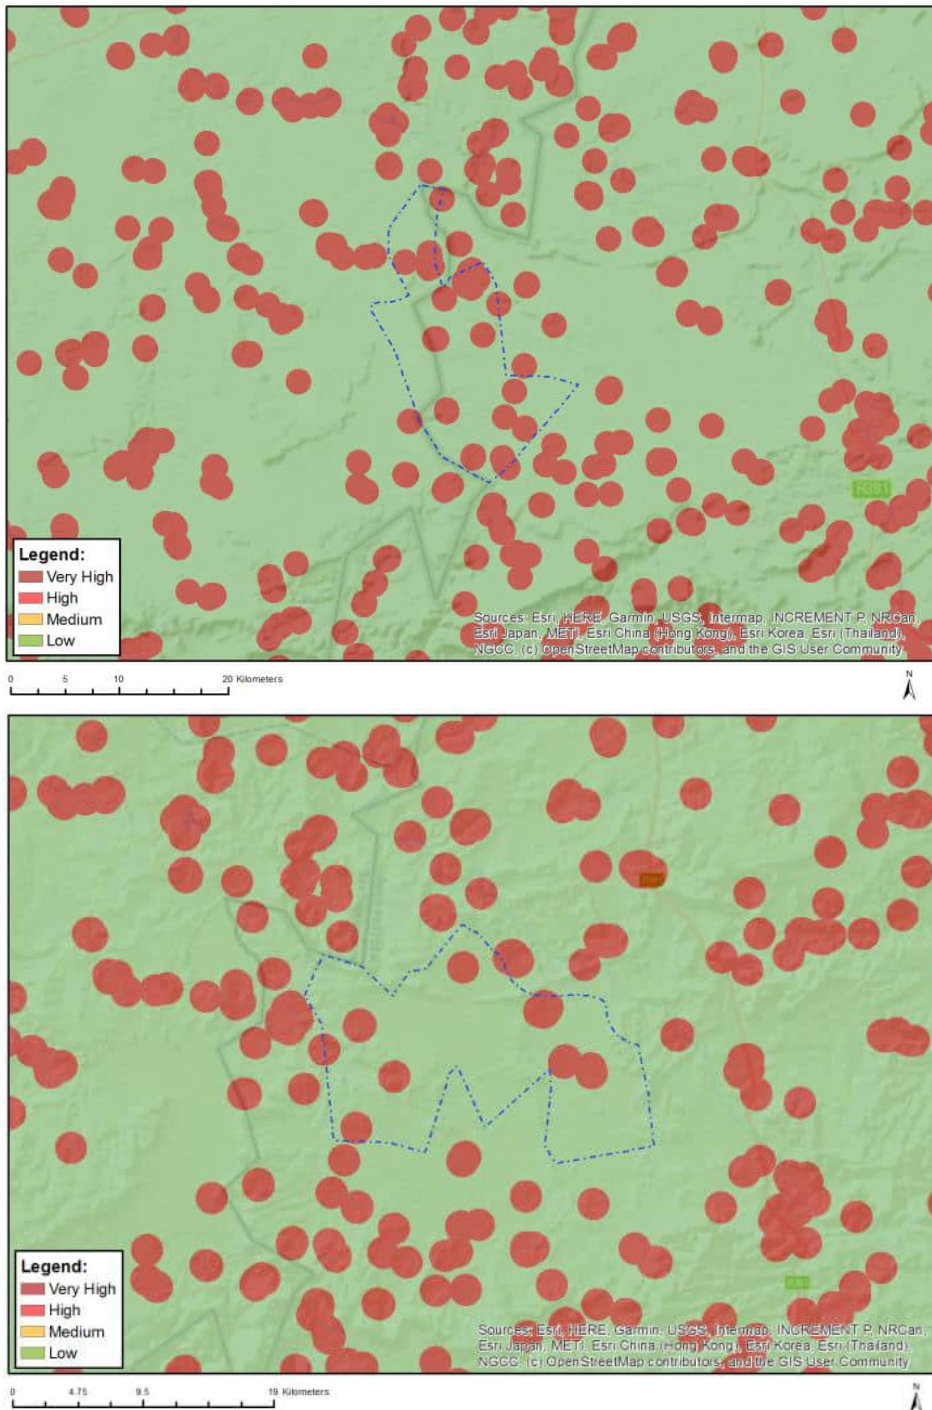 R381
Legend:
Very High
High
Medium
Low
Sources: Esri, HERE, Garmin, USGS, Intermap, INCREMENT P, NRCan,
Esri Japan, METI, Esri China (Hong Kong), Esri Korea, Esri (Thailand),
NGCC, (c) OpenStreetMap contributors, and the GIS User Community
0 5 10 20 Kilometers
N
Legend:
Very High
High
Medium
Low
Sources: Esri, HERE, Garmin, USGS, Intermap, INCREMENT P, NRCan,
Esri Japan, METI, Esri China (Hong Kong), Esri Korea, Esri (Thailand),
NGCC, (c) OpenStreetMap contributors, and the GIS User Community
0 4.75 9.5 19 Kilometers
N